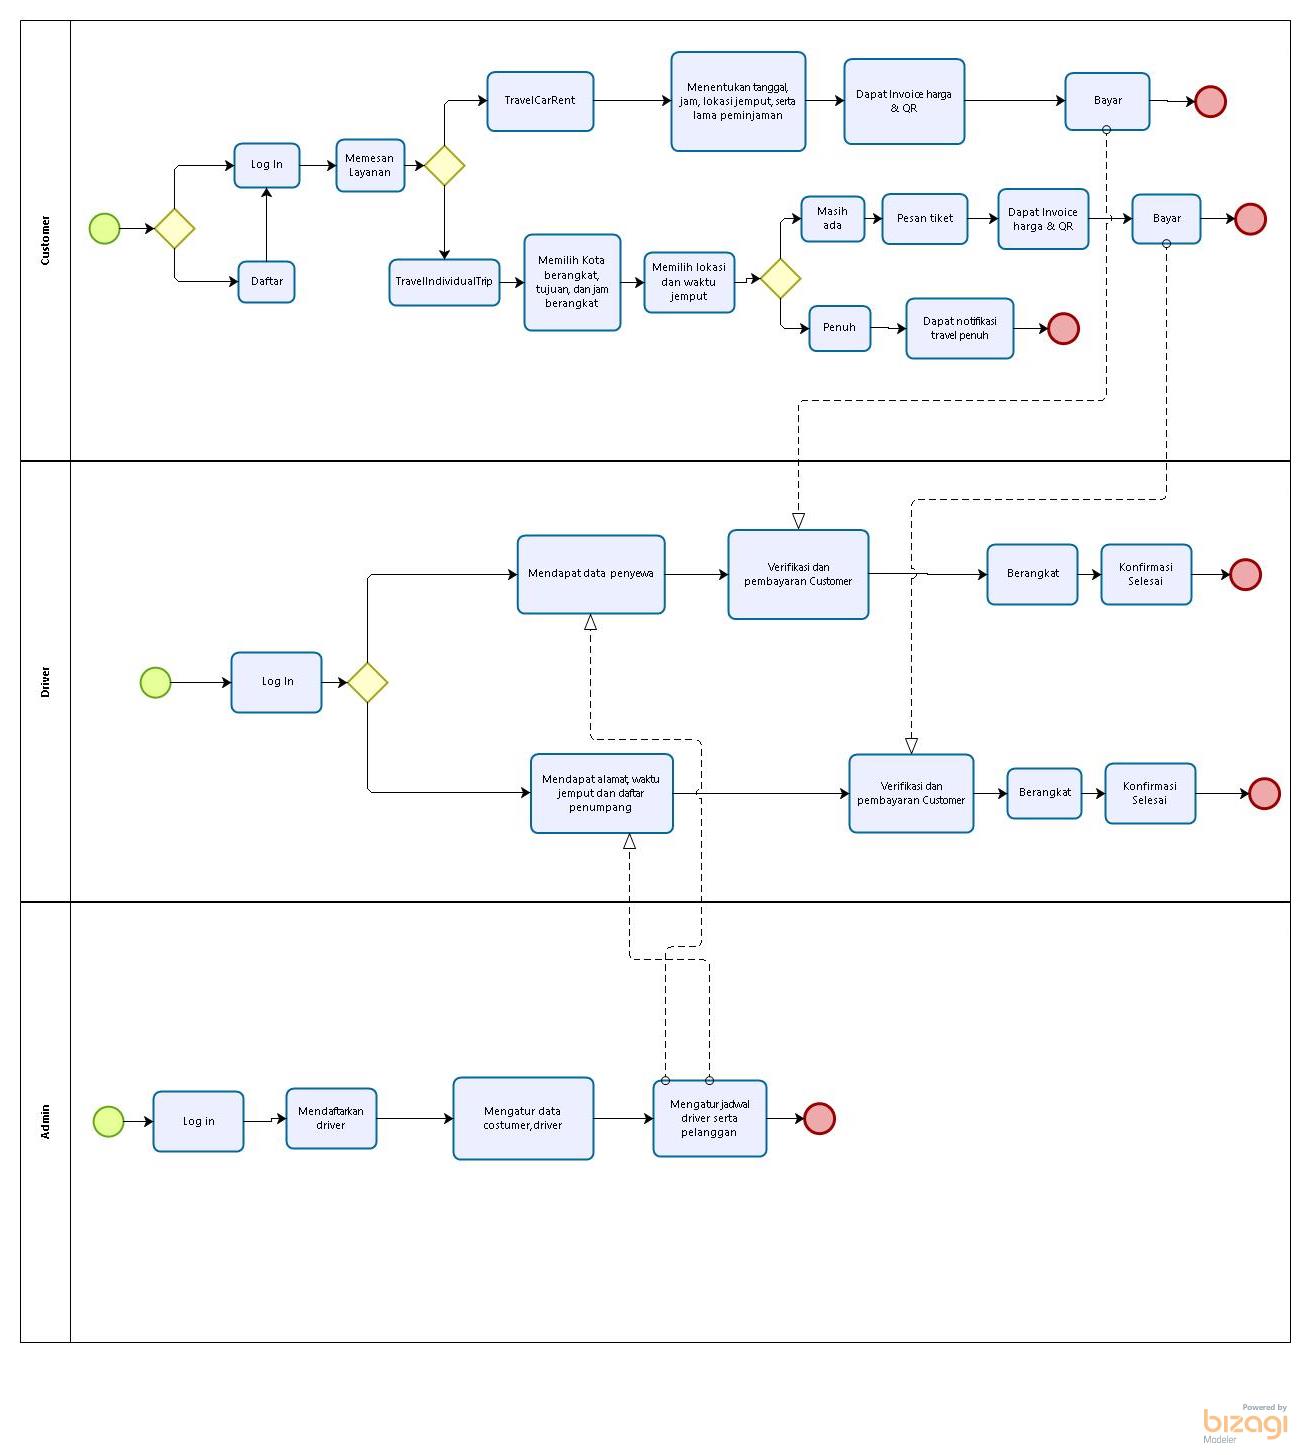 Customer
TravelCarRent
Menentukan tanggal,
jam, lokasi jemput, serta
lama peminjaman
Dapat Invoice harga
& QR
Bayar
Log In
Memesan
Layanan
Daftar
TravelIndividualTrip
Memilih Kota
berangkat,
tujuan, dan jam
berangkat
Memilih lokasi
dan waktu
jemput
Masih
ada
Pesan tiket
Dapat Invoice
harga & QR
Bayar
Penuh
Dapat notifikasi
travel penuh
Driver
Log In
Mendapat data penyewa
Verifikasi dan
pembayaran Customer
Berangkat
Konfirmasi
Selesai
Mendapat alamat, waktu
jemput dan daftar
penumpang
Verifikasi dan
pembayaran Customer
Berangkat
Konfirmasi
Selesai
Admin
Log in
Mendaftarkan
driver
Mengatur data
costumer,driver
Mengatur jadwal
driver serta
pelanggan
Powered by
bizagi
Modeler